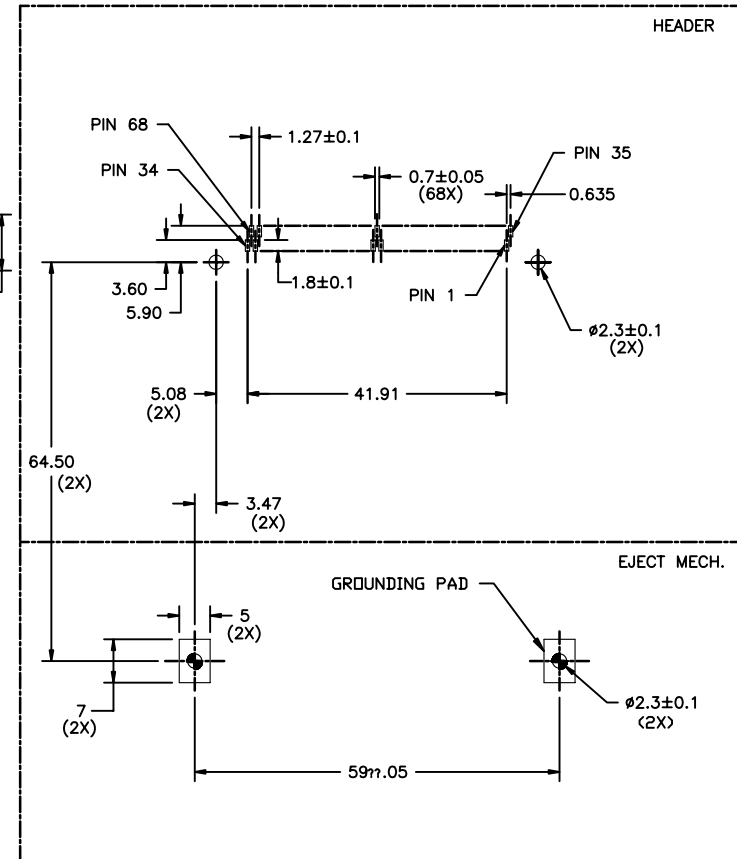 HEADER
PIN 68
1.27±0.1
PIN 34
0.7±0.05
(68X)
PIN 35
0.635
3.60
5.90
1.8±0.1
PIN 1
ø2.3±0.1
(2X)
5.08
(2X)
41.91
64.50
(2X)
3.47
(2X)
EJECT MECH.
GROUNDING PAD
5
(2X)
7
(2X)
ø2.3±0.1
(2X)
59??.05